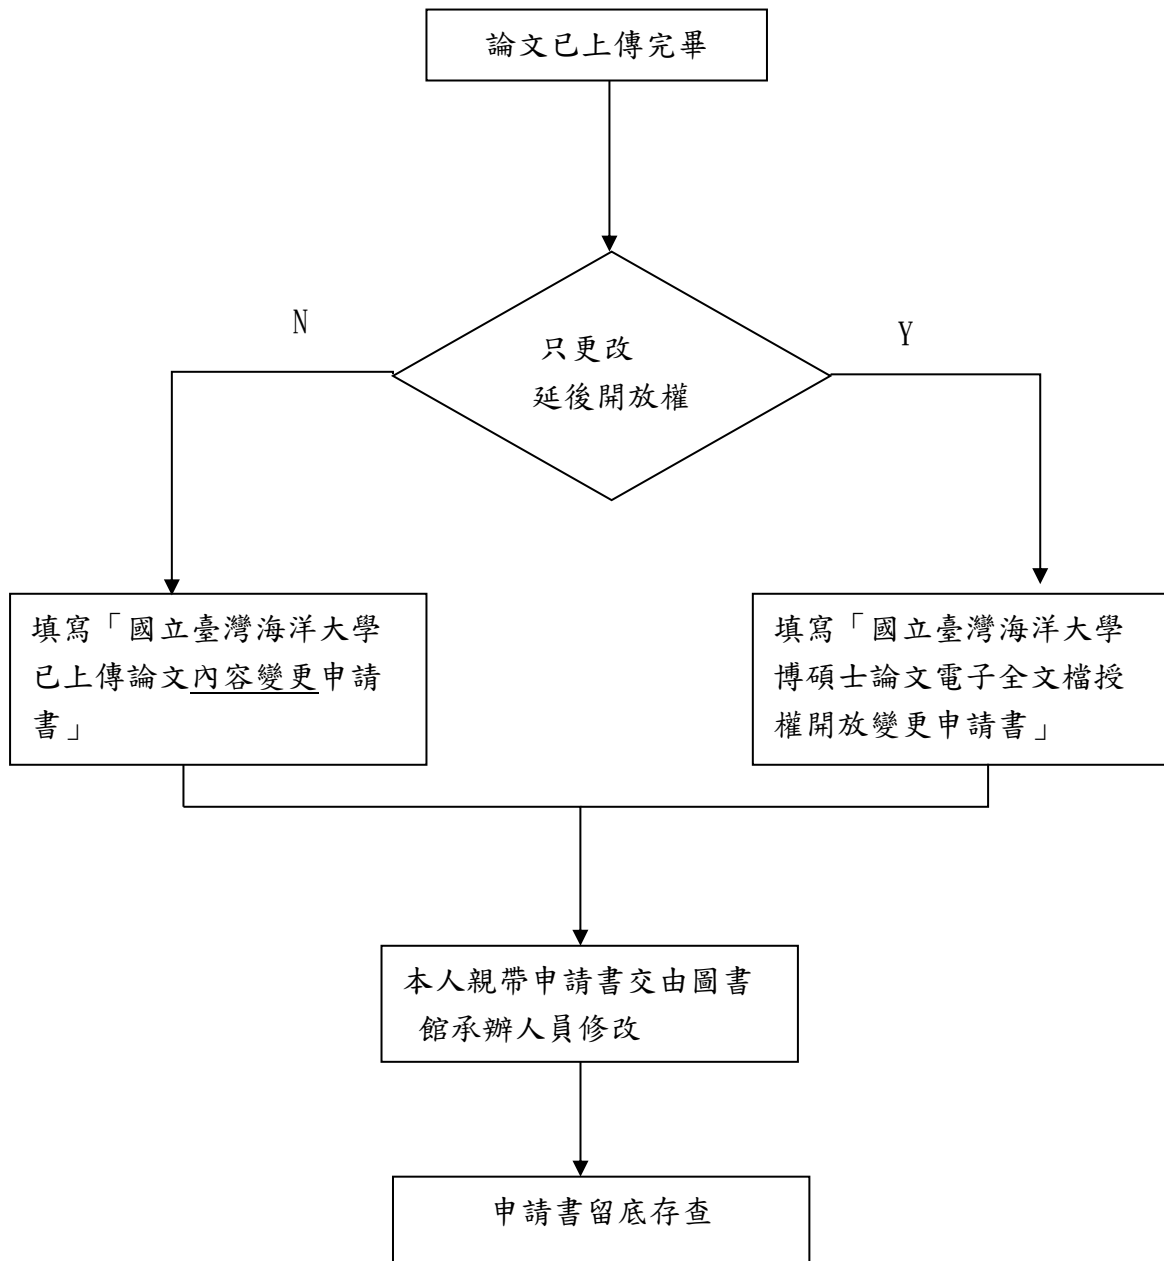 論文已上傳完畢
N
Y
只更改
延後開放權
填寫「國立臺灣海洋大學
已上傳論文內容變更申請
書」
填寫「國立臺灣海洋大學
博碩士論文電子全文檔授
權開放變更申請書」
本人親帶申請書交由圖書
館承辦人員修改
申請書留底存查